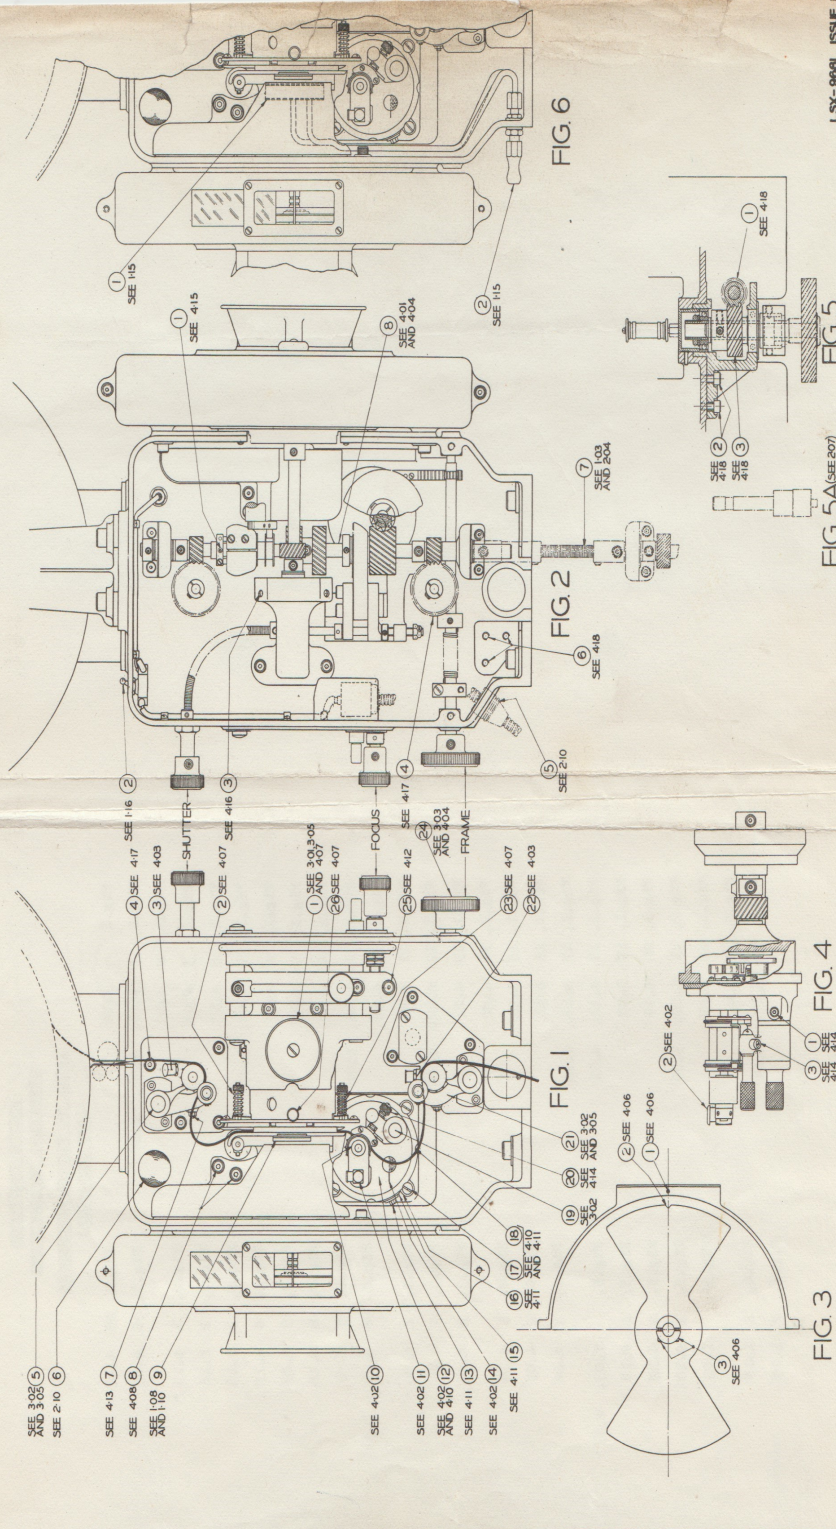 SHUTTER
FOCUS
FRAME
FIG. 1
1
SEE 3·01, 3·05
AND 4·07
2
SEE 4·07
3
SEE 4·03
4
SEE 4·17
5
SEE 3·02
AND 3·05
6
SEE 2·10
7
SEE 4·13
8
SEE 4·08
9
SEE 1·08
AND 1·10
10
SEE 4·02
11
SEE 4·02
12
SEE 4·02
AND 4·10
13
SEE 4·11
14
SEE 4·02
15
SEE 4·11
16
SEE
4·11
17
18
SEE 4·10
AND 4·11
19
SEE
3·02
20
SEE
4·14
21
SEE 3·02
AND 3·05
22
SEE 4·03
23
SEE 4·07
24
SEE 3·03
AND 4·04
25
SEE 4·12
26
SEE 4·07
FIG. 2
1
SEE 4·15
2
SEE 1·16
3
SEE 4·16
4
SEE 4·17
5
SEE 2·10
6
SEE 4·18
7
SEE 1·03
AND 2·04
8
SEE 4·01
AND 4·04
FIG. 3
1
SEE 4·06
2
SEE 4·06
3
SEE 4·06
FIG. 4
1
SEE
4·14
2
SEE 4·02
3
SEE
4·14
FIG. 5
1
SEE 4·18
2
SEE
4·18
3
SEE
4·18
FIG. 5A (SEE 2·07)
FIG. 6
1
SEE 1·15
2
SEE 1·15
ISSUE